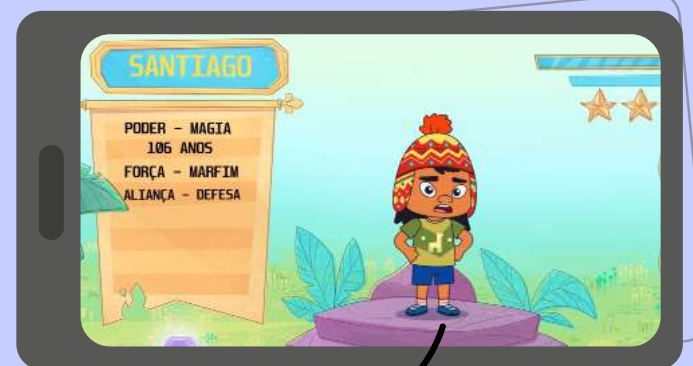 SANTIAGO
PODER - MAGIA
106 ANOS
FORÇA - MARFIM
ALIANÇA - DEFESA